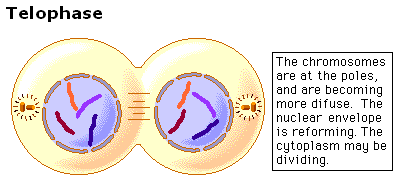 Telophase
The chromosomes
are at the poles,
and are becoming
more difuse. The
nuclear envelope
is reforming. The
cytoplasm may be
dividing.